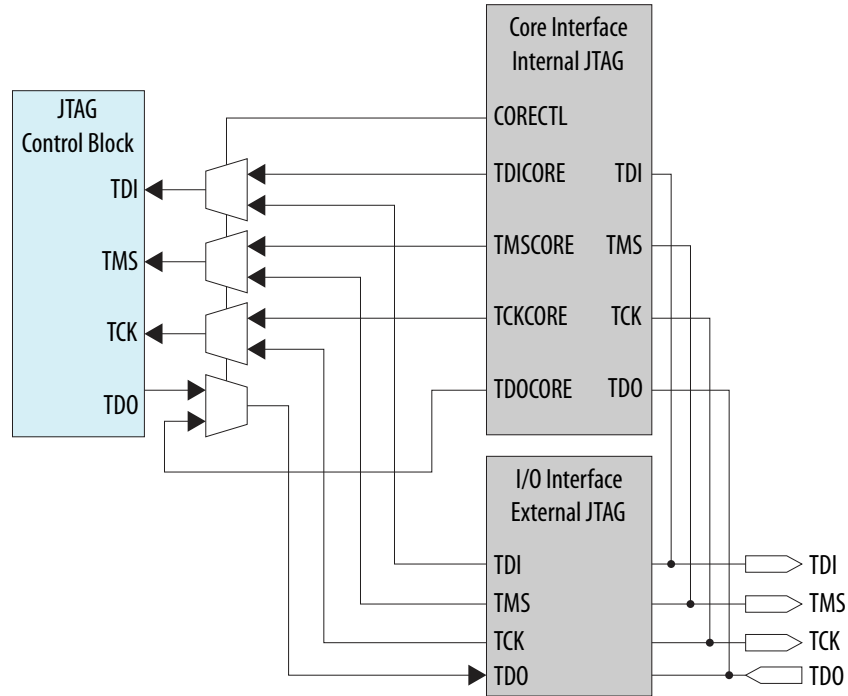 Core Interface
Internal JTAG
CORECTL
TDICORE TDI
TMSCORE TMS
TCKCORE TCK
TDOCORE TDO
JTAG
Control Block
TDI
TMS
TCK
TDO
I/O Interface
External JTAG
TDI
TMS
TCK
TDO
TDI
TMS
TCK
TDO